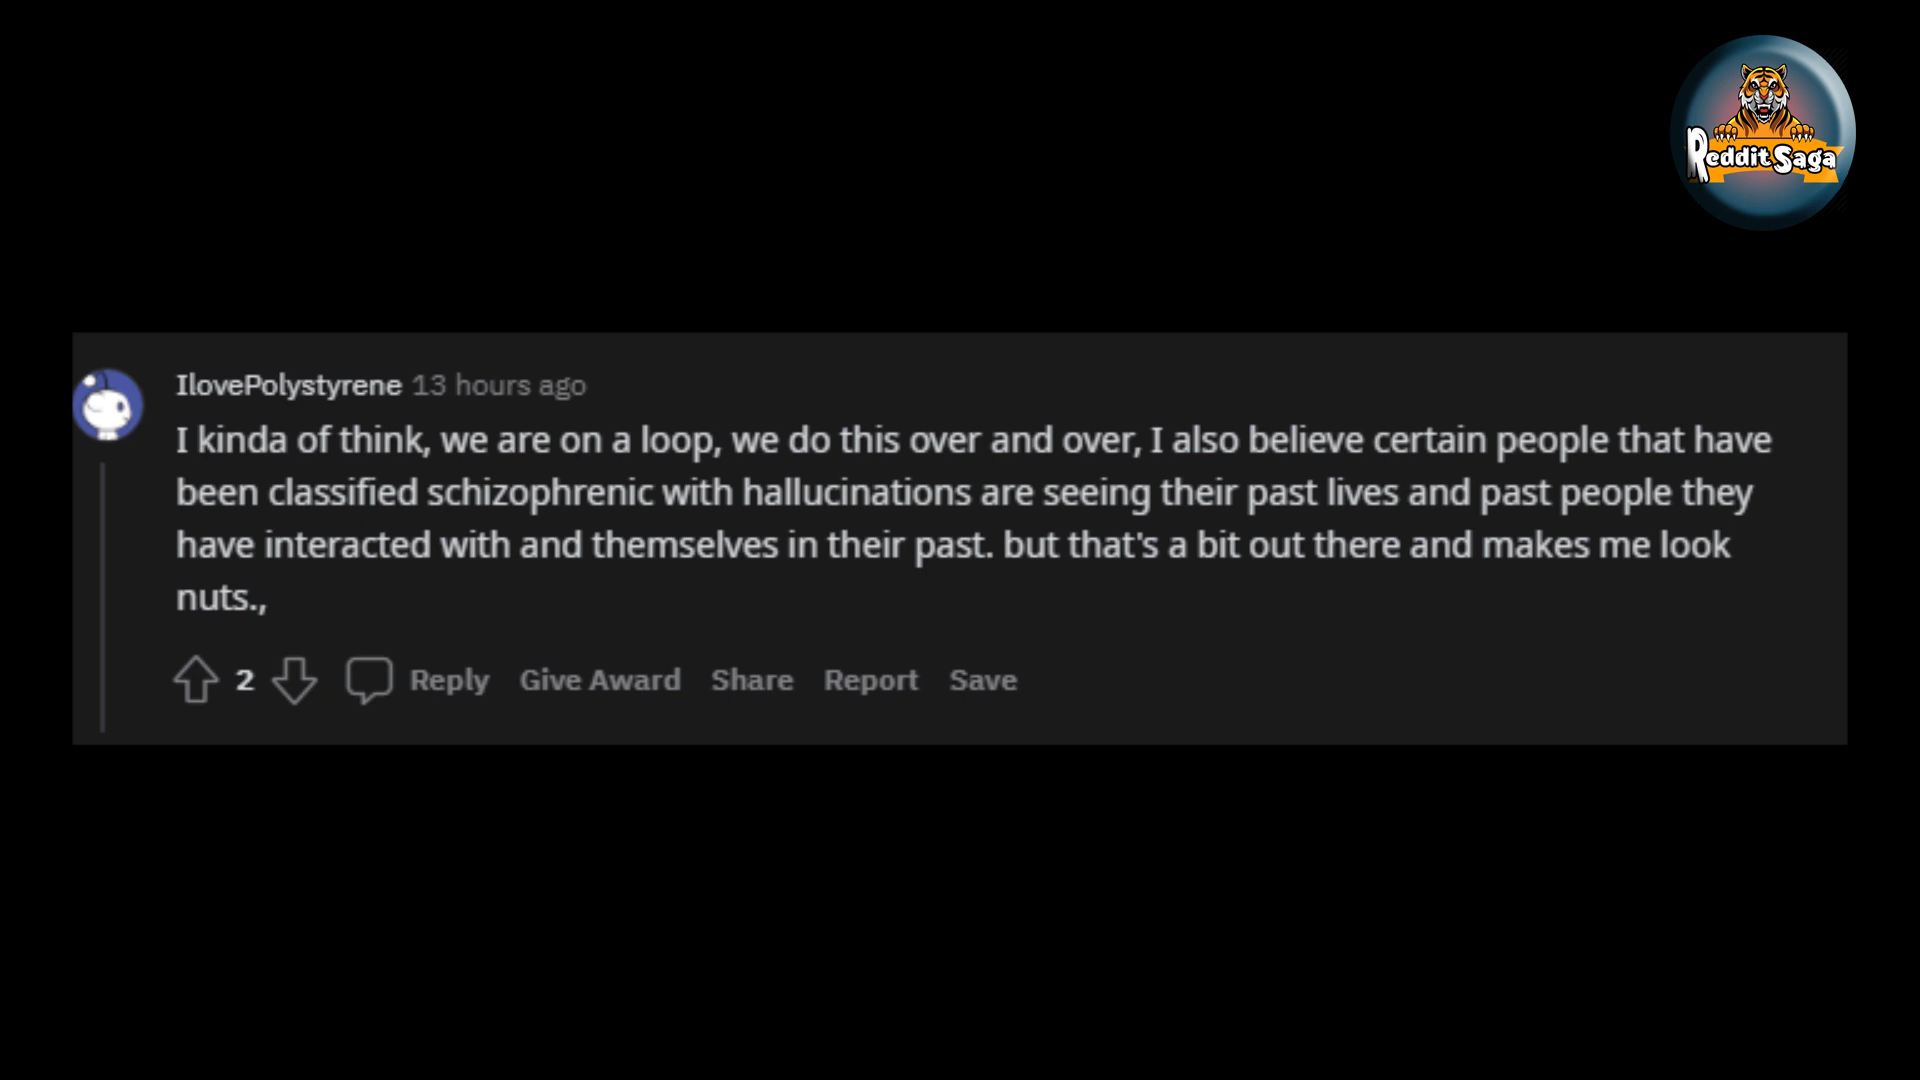 Reddit Saga
IlovePolystyrene 13 hours ago
I kinda of think, we are on a loop, we do this over and over, I also believe certain people that have
been classified schizophrenic with hallucinations are seeing their past lives and past people they
have interacted with and themselves in their past. but that's a bit out there and makes me look
nuts.,
2 Reply Give Award Share Report Save